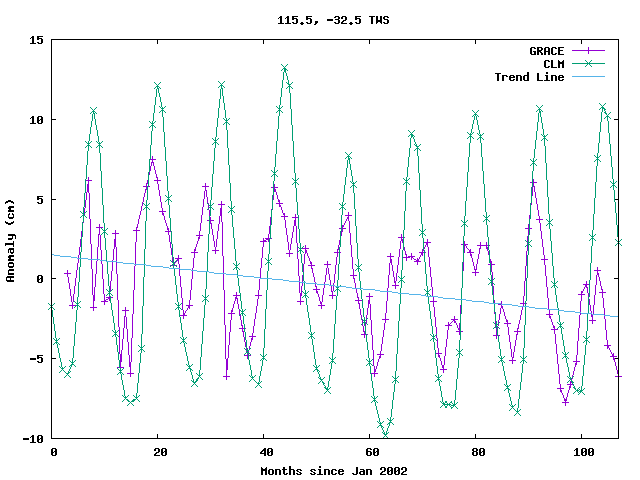 115.5, -32.5 TWS
GRACE
CLM
Trend Line
15
10
5
0
-5
-10
Anomaly (cm)
0 20 40 60 80 100
Months since Jan 2002